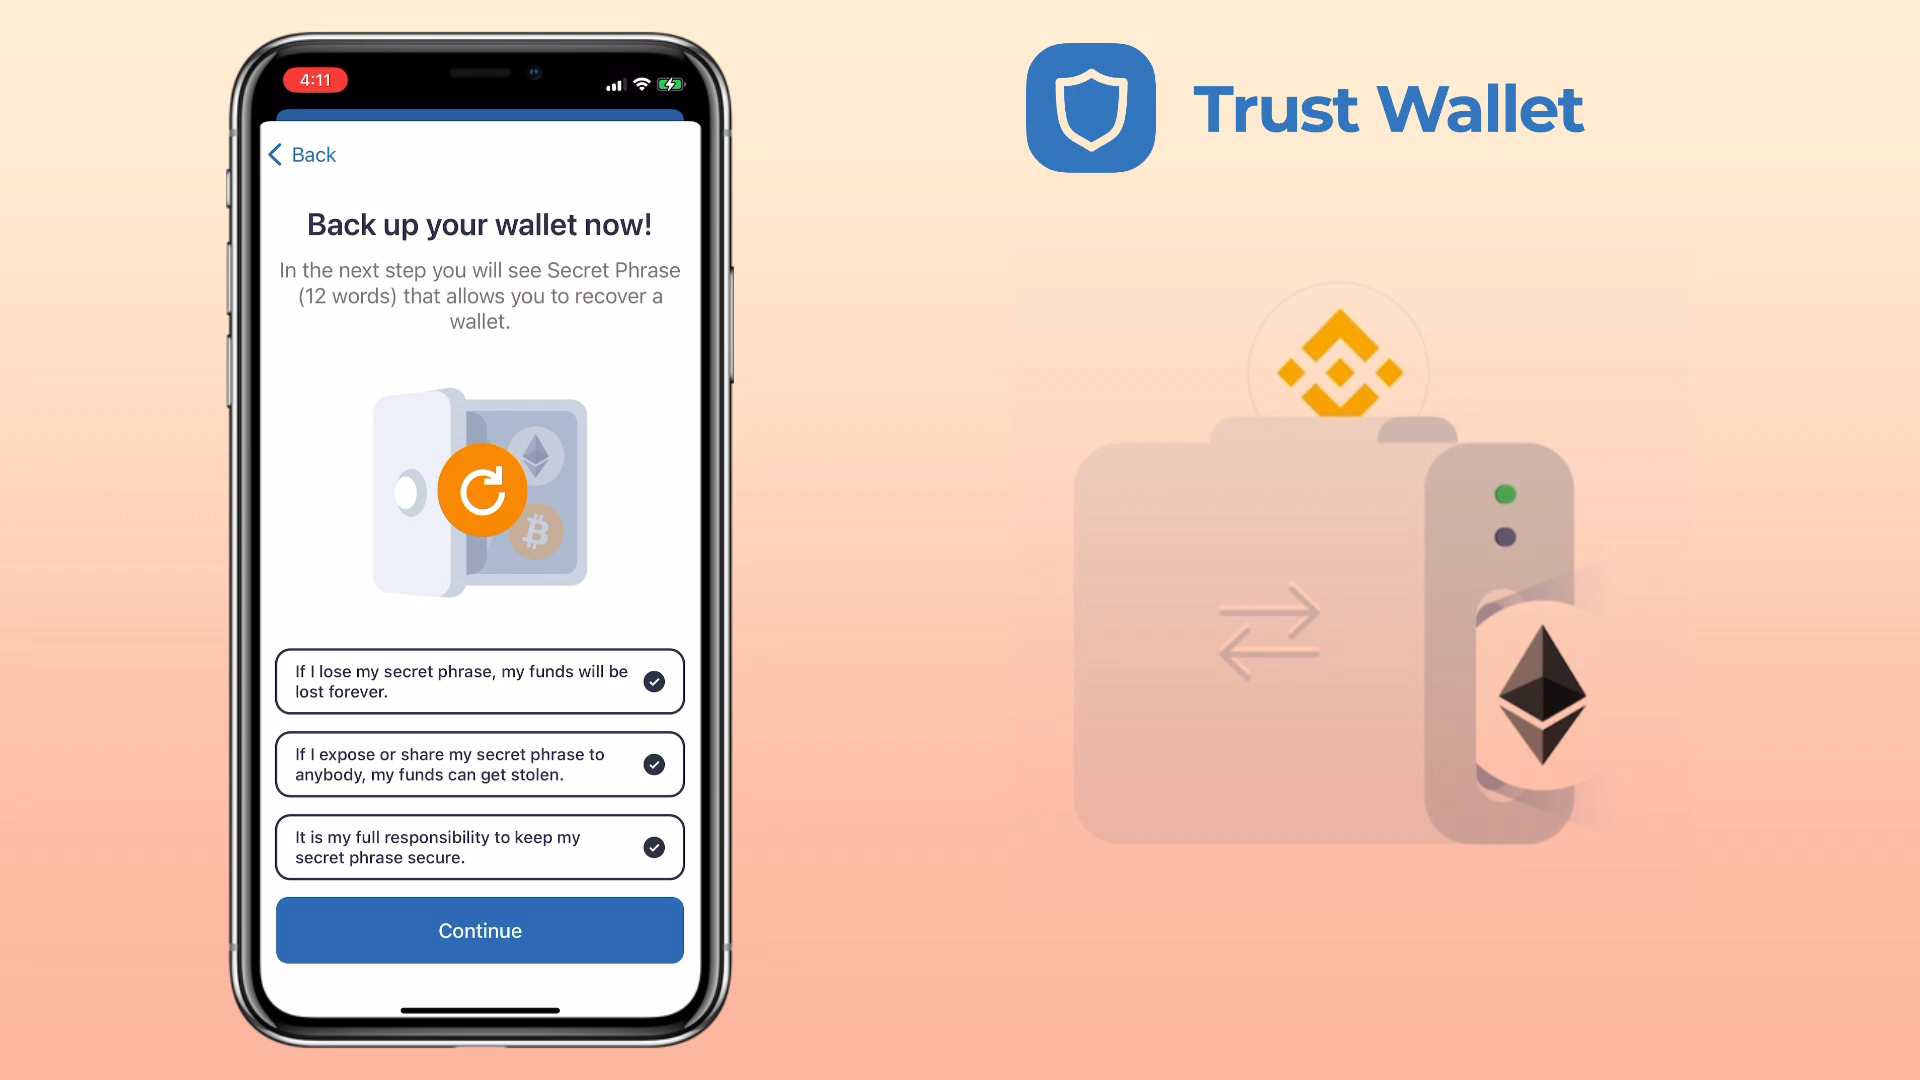 4:11
Back
Back up your wallet now!
In the next step you will see Secret Phrase
(12 words) that allows you to recover a
wallet.
If I lose my secret phrase, my funds will be
lost forever.
If I expose or share my secret phrase to
anybody, my funds can get stolen.
It is my full responsibility to keep my
secret phrase secure.
Continue
Trust Wallet